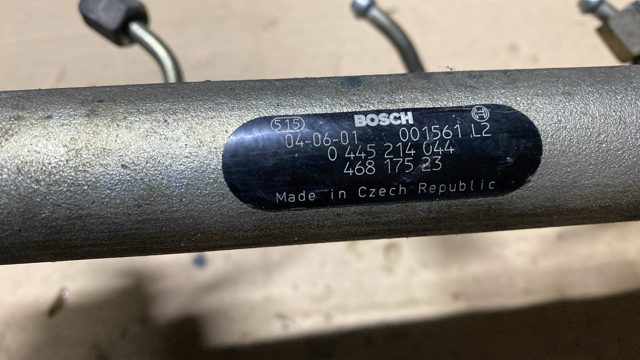 515 BOSCH
04-06-01 001561 L2
0 445 214 044
468 175 23
Made in Czech Republic